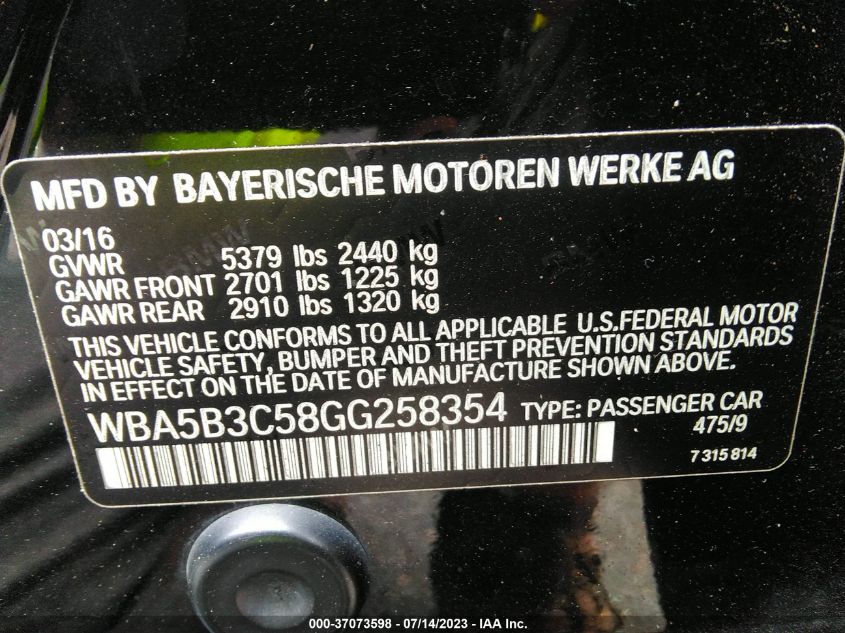 MFD BY BAYERISCHE MOTOREN WERKE AG
03/16
GVWR 5379 lbs 2440 kg
GAWR FRONT 2701 lbs 1225 kg
GAWR REAR 2910 lbs 1320 kg
THIS VEHICLE CONFORMS TO ALL APPLICABLE U.S.FEDERAL MOTOR
VEHICLE SAFETY, BUMPER AND THEFT PREVENTION STANDARDS
IN EFFECT ON THE DATE OF MANUFACTURE SHOWN ABOVE.
WBA5B3C58GG258354 TYPE: PASSENGER CAR
475/9
7 315 814
000-37073598 - 07/14/2023 - IAA Inc.